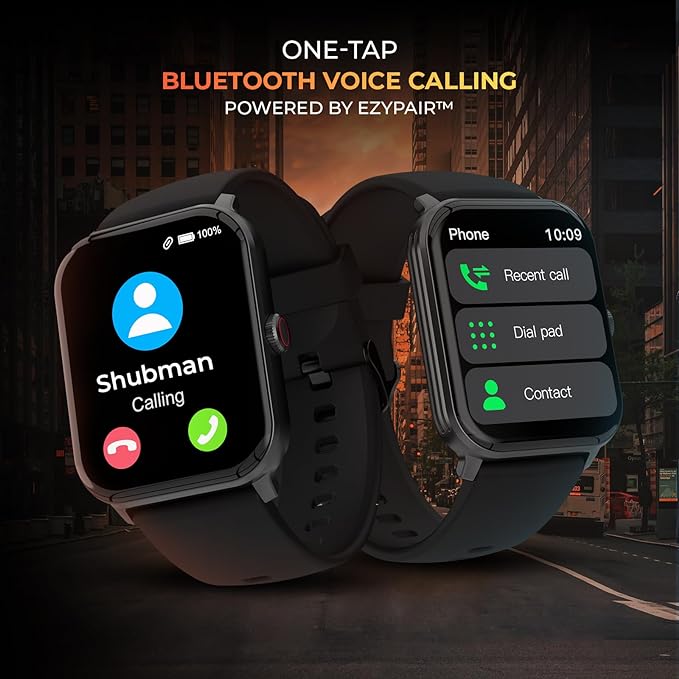 ONE-TAP
BLUETOOTH VOICE CALLING
POWERED BY EZYPAIR™
100%
Shubman
Calling
Phone 10:09
Recent call
Dial pad
Contact